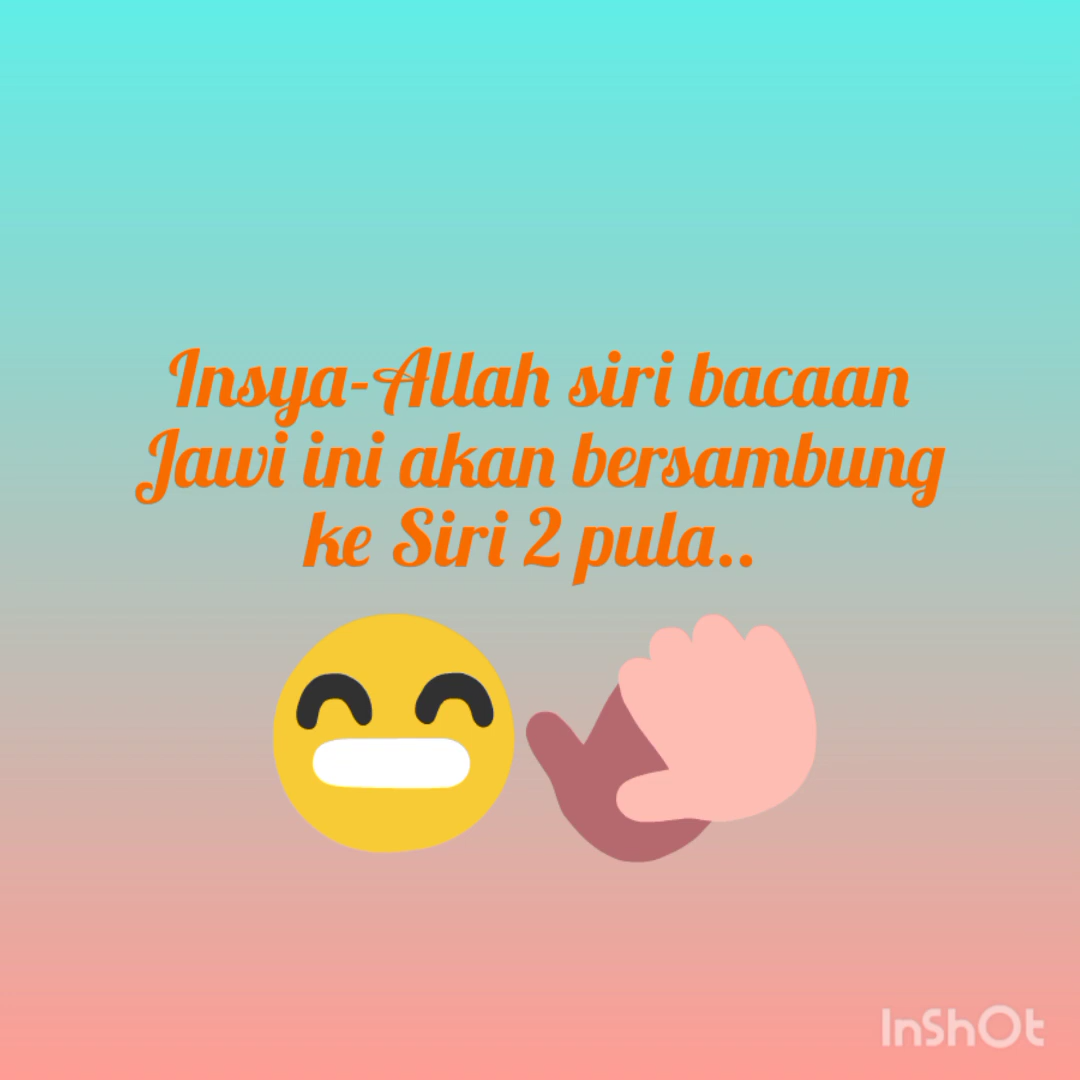 Insya-Allah siri bacaan
Jawi ini akan bersambung
ke Siri 2 pula..
InShOt